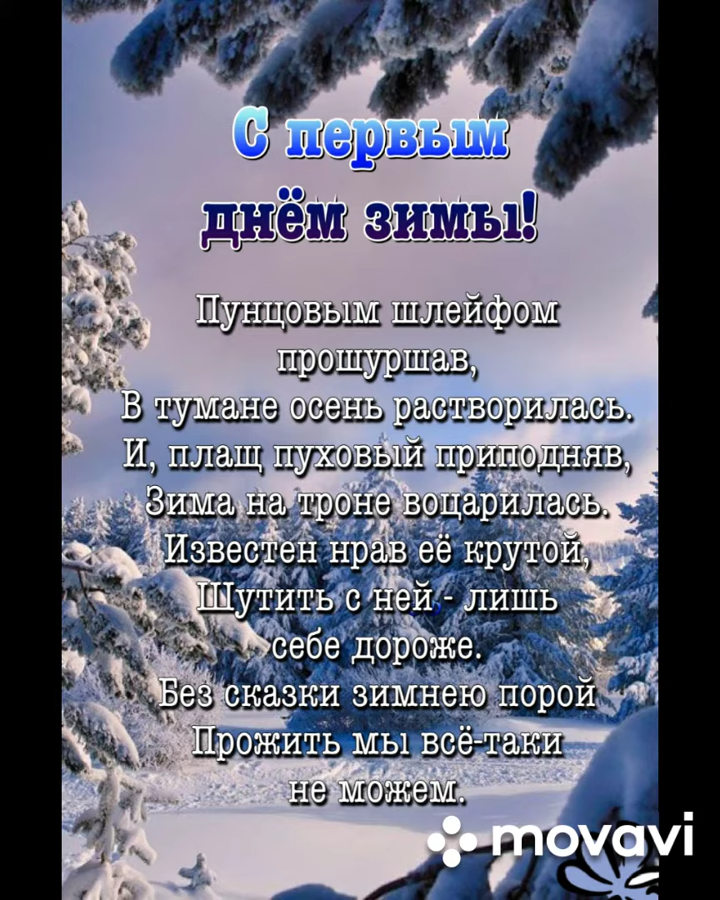 С первым
днём зимы!
Пунцовым шлейфом
прошуршав,
В тумане осень растворилась.
И, плащ пуховый приподняв,
Зима на троне воцарилась.
Известен нрав её крутой,
Шутить с ней - лишь
себе дороже.
Без сказки зимнею порой
Прожить мы всё-таки
не можем.
movavi